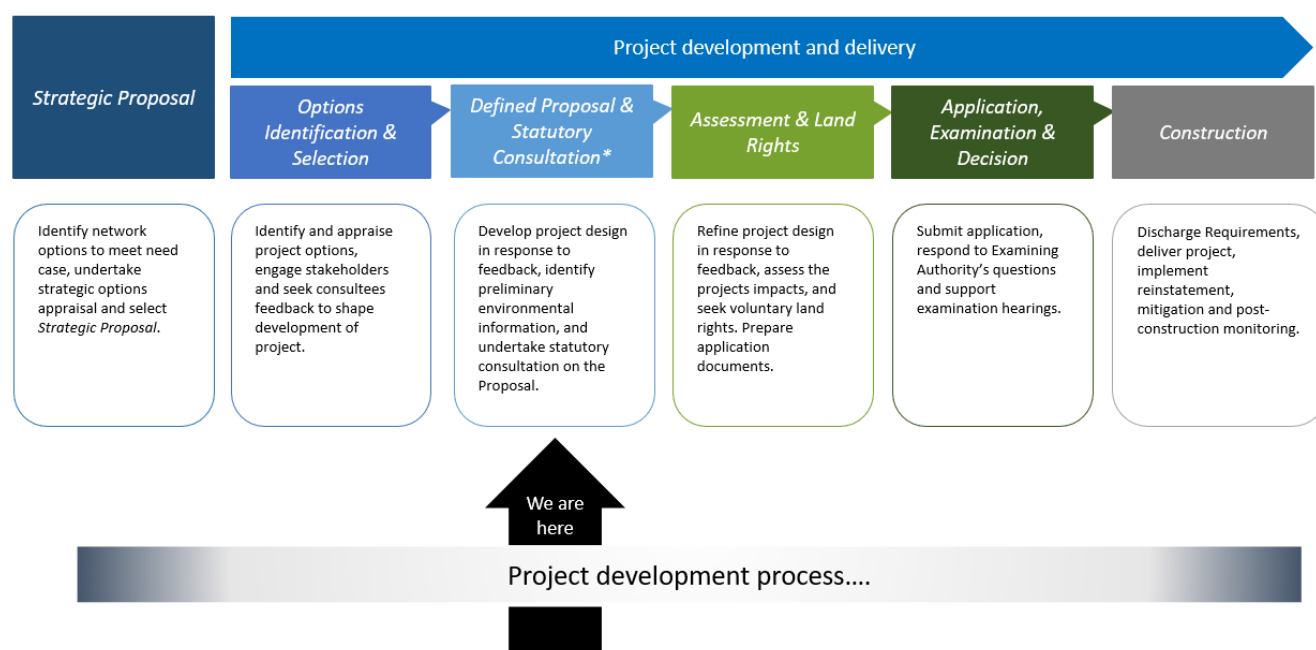 Project development and delivery
Strategic Proposal
Options
Identification &
Selection
Defined Proposal &
Statutory
Consultation*
Assessment & Land
Rights
Application,
Examination &
Decision
Construction
Identify network
options to meet need
case, undertake
strategic options
appraisal and select
Strategic Proposal.
Identify and appraise
project options,
engage stakeholders
and seek consultees
feedback to shape
development of
project.
Develop project design
in response to
feedback, identify
preliminary
environmental
information, and
undertake statutory
consultation on the
Proposal.
Refine project design
in response to
feedback, assess the
projects impacts, and
seek voluntary land
rights. Prepare
application
documents.
Submit application,
respond to Examining
Authority’s questions
and support
examination hearings.
Discharge Requirements,
deliver project,
implement
reinstatement,
mitigation and post-
construction monitoring.
We are
here
Project development process....